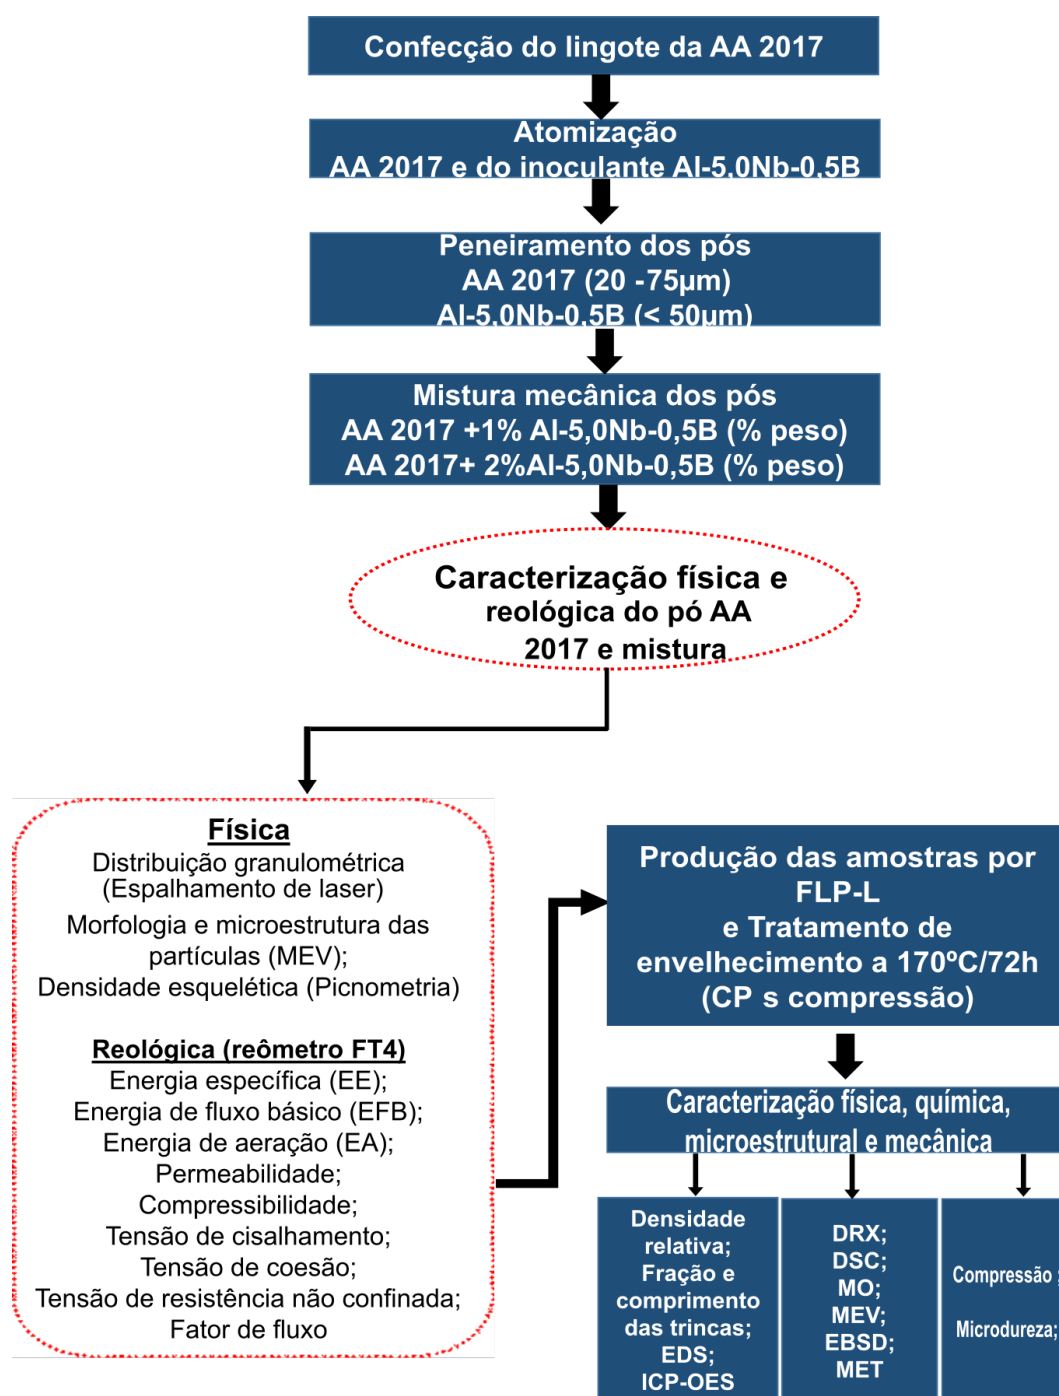 Confecção do lingote da AA 2017
Atomização
AA 2017 e do inoculante Al-5,0Nb-0,5B
Peneiramento dos pós
AA 2017 (20 -75µm)
Al-5,0Nb-0,5B (< 50µm)
Mistura mecânica dos pós
AA 2017 +1% Al-5,0Nb-0,5B (% peso)
AA 2017+ 2%Al-5,0Nb-0,5B (% peso)
Caracterização física e
reológica do pó AA
2017 e mistura
Física
Distribuição granulométrica
(Espalhamento de laser)
Morfologia e microestrutura das
partículas (MEV);
Densidade esquelética (Picnometria)
Reológica (reômetro FT4)
Energia específica (EE);
Energia de fluxo básico (EFB);
Energia de aeração (EA);
Permeabilidade;
Compressibilidade;
Tensão de cisalhamento;
Tensão de coesão;
Tensão de resistência não confinada;
Fator de fluxo
Produção das amostras por
FLP-L
e Tratamento de
envelhecimento a 170ºC/72h
(CP s compressão)
Caracterização física, química,
microestrutural e mecânica
Densidade
relativa;
Fração e
comprimento
das trincas;
EDS;
ICP-OES
DRX;
DSC;
MO;
MEV;
EBSD;
MET
Compressão ;
Microdureza;